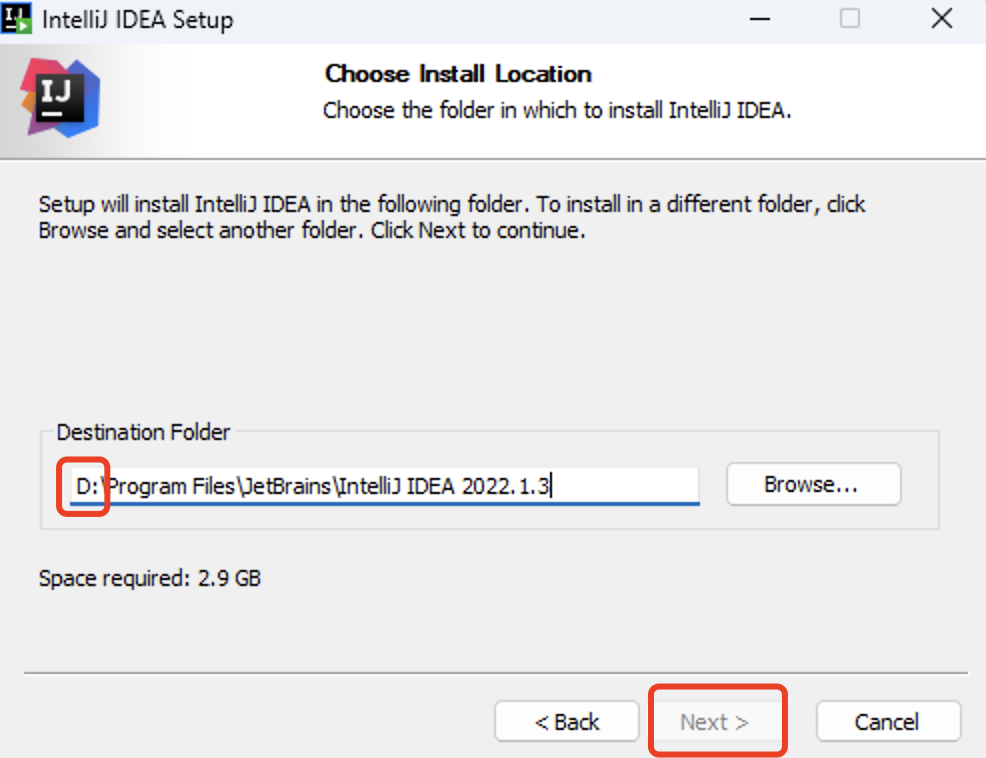 IntelliJ IDEA Setup
IJ
Choose Install Location
Choose the folder in which to install IntelliJ IDEA.
Setup will install IntelliJ IDEA in the following folder. To install in a different folder, click
Browse and select another folder. Click Next to continue.
Destination Folder
D:\Program Files\JetBrains\IntelliJ IDEA 2022.1.3
Browse...
Space required: 2.9 GB
< Back
Next >
Cancel